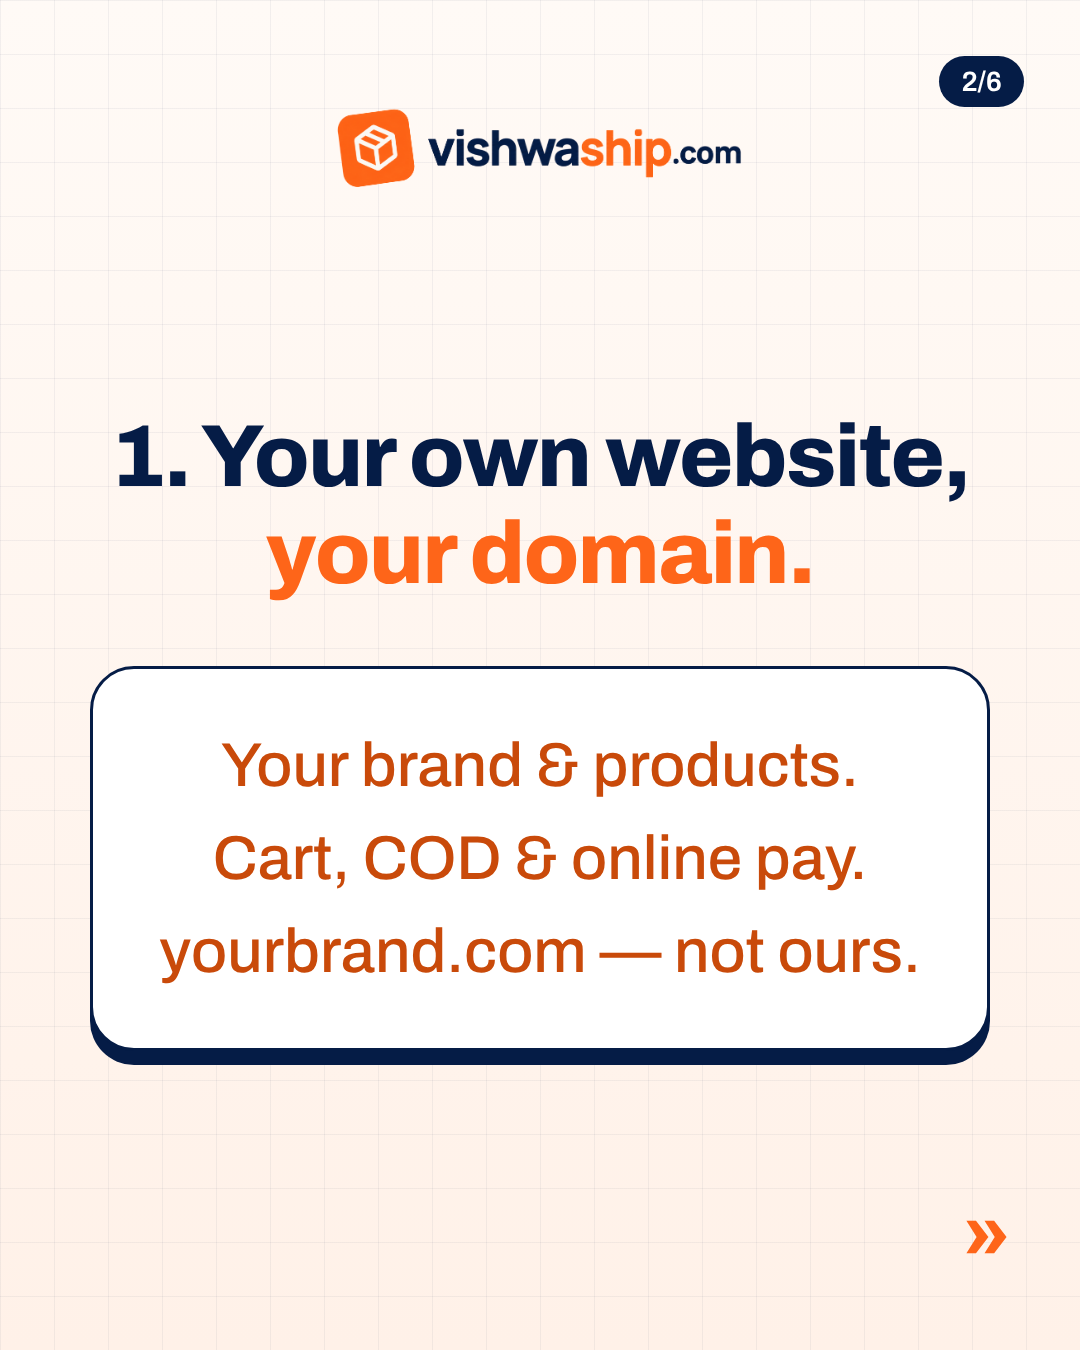 2/6
vishwaship.com
1. Your own website,
your domain.
Your brand & products.
Cart, COD & online pay.
yourbrand.com — not ours.
»